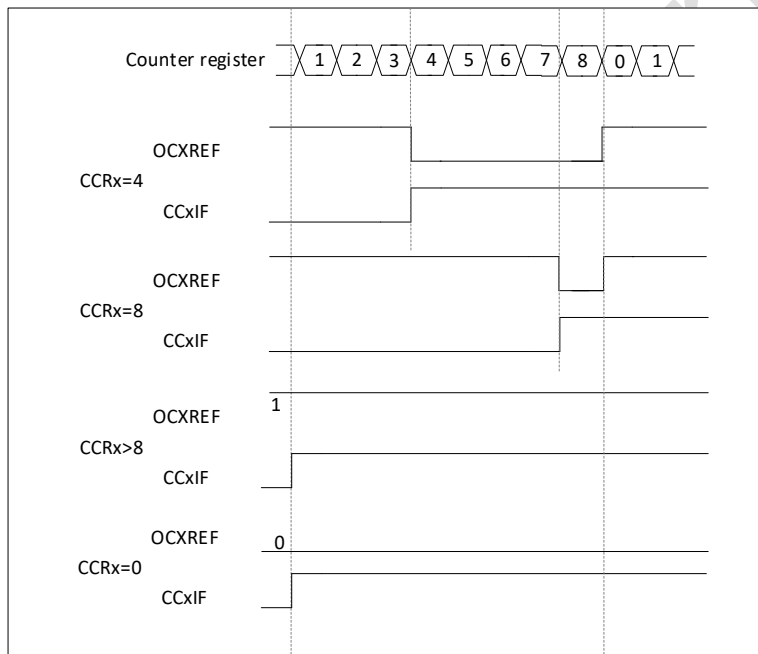 Counter register 1 2 3 4 5 6 7 8 0 1
OCXREF
CCRx=4
CCxIF
OCXREF
CCRx=8
CCxIF
1
OCXREF
CCRx>8
CCxIF
OCXREF 0
CCRx=0
CCxIF